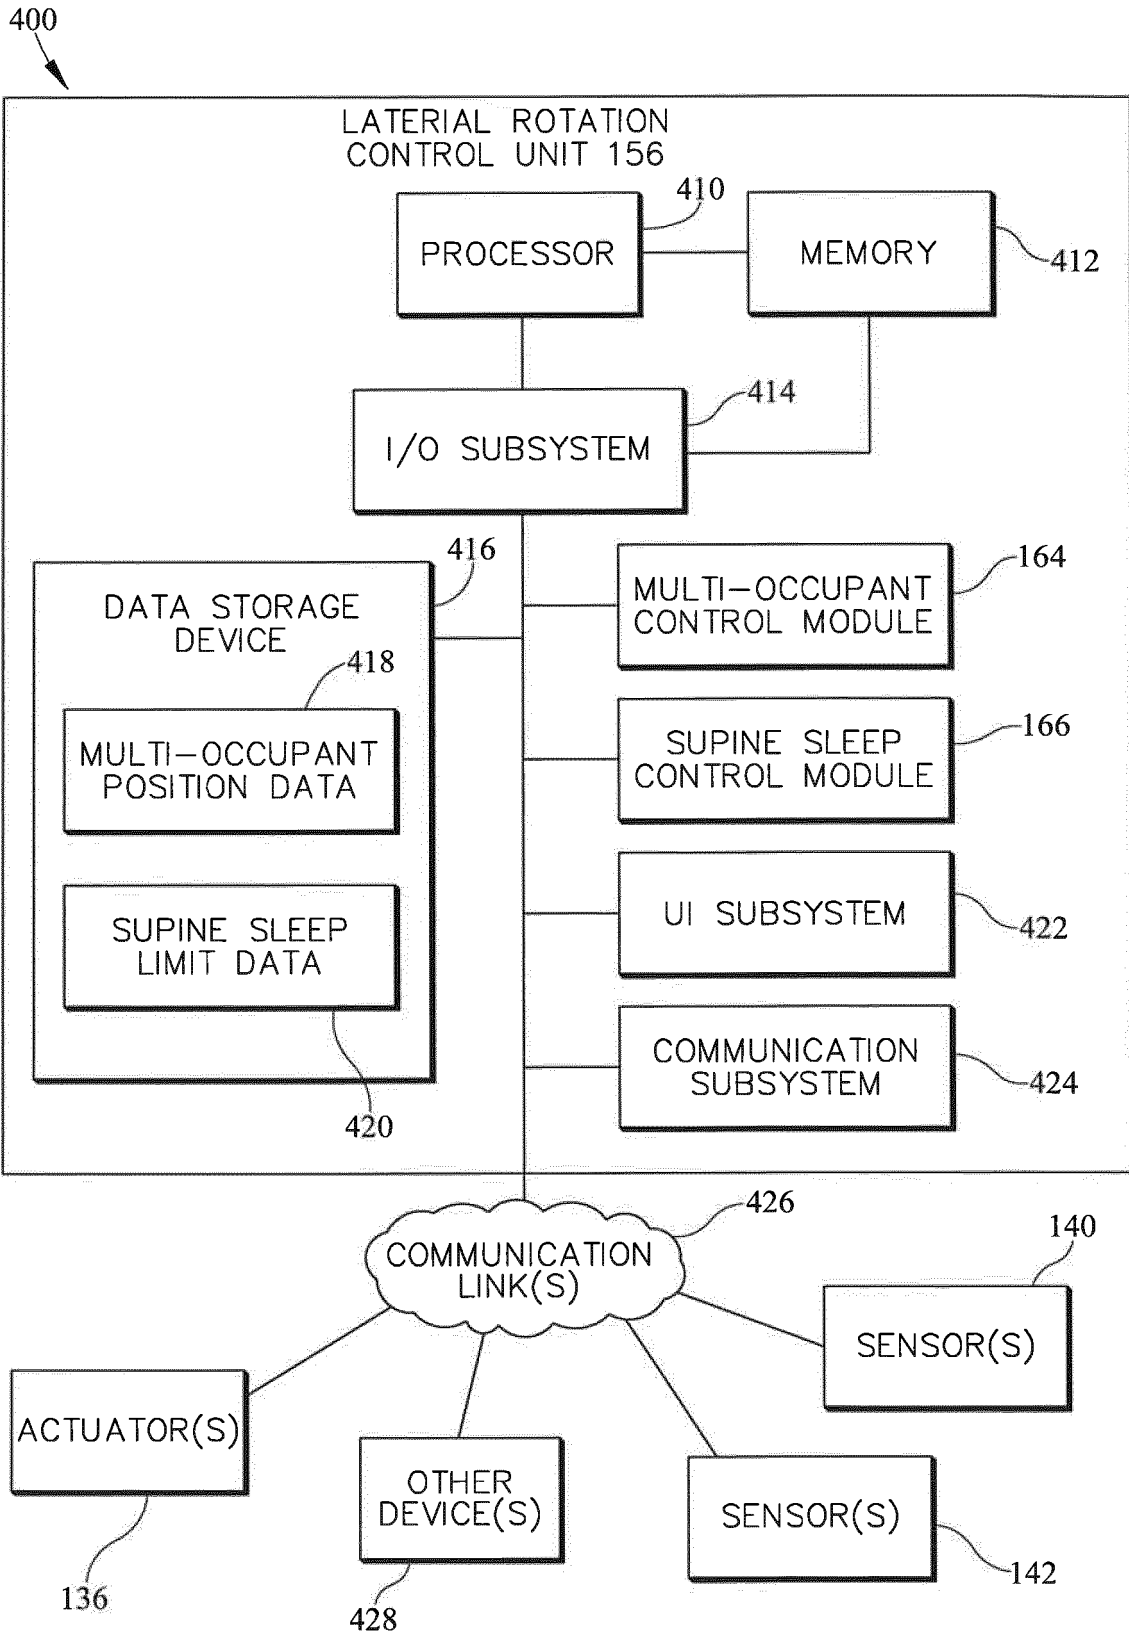 400
LATERIAL ROTATION
CONTROL UNIT 156
410
PROCESSOR
MEMORY
412
414
I/O SUBSYSTEM
416
DATA STORAGE
DEVICE
418
MULTI-OCCUPANT
POSITION DATA
SUPINE SLEEP
LIMIT DATA
420
164
MULTI-OCCUPANT
CONTROL MODULE
166
SUPINE SLEEP
CONTROL MODULE
UI SUBSYSTEM
422
COMMUNICATION
SUBSYSTEM
424
426
COMMUNICATION
LINK(S)
140
SENSOR(S)
ACTUATOR(S)
136
OTHER
DEVICE(S)
428
SENSOR(S)
142